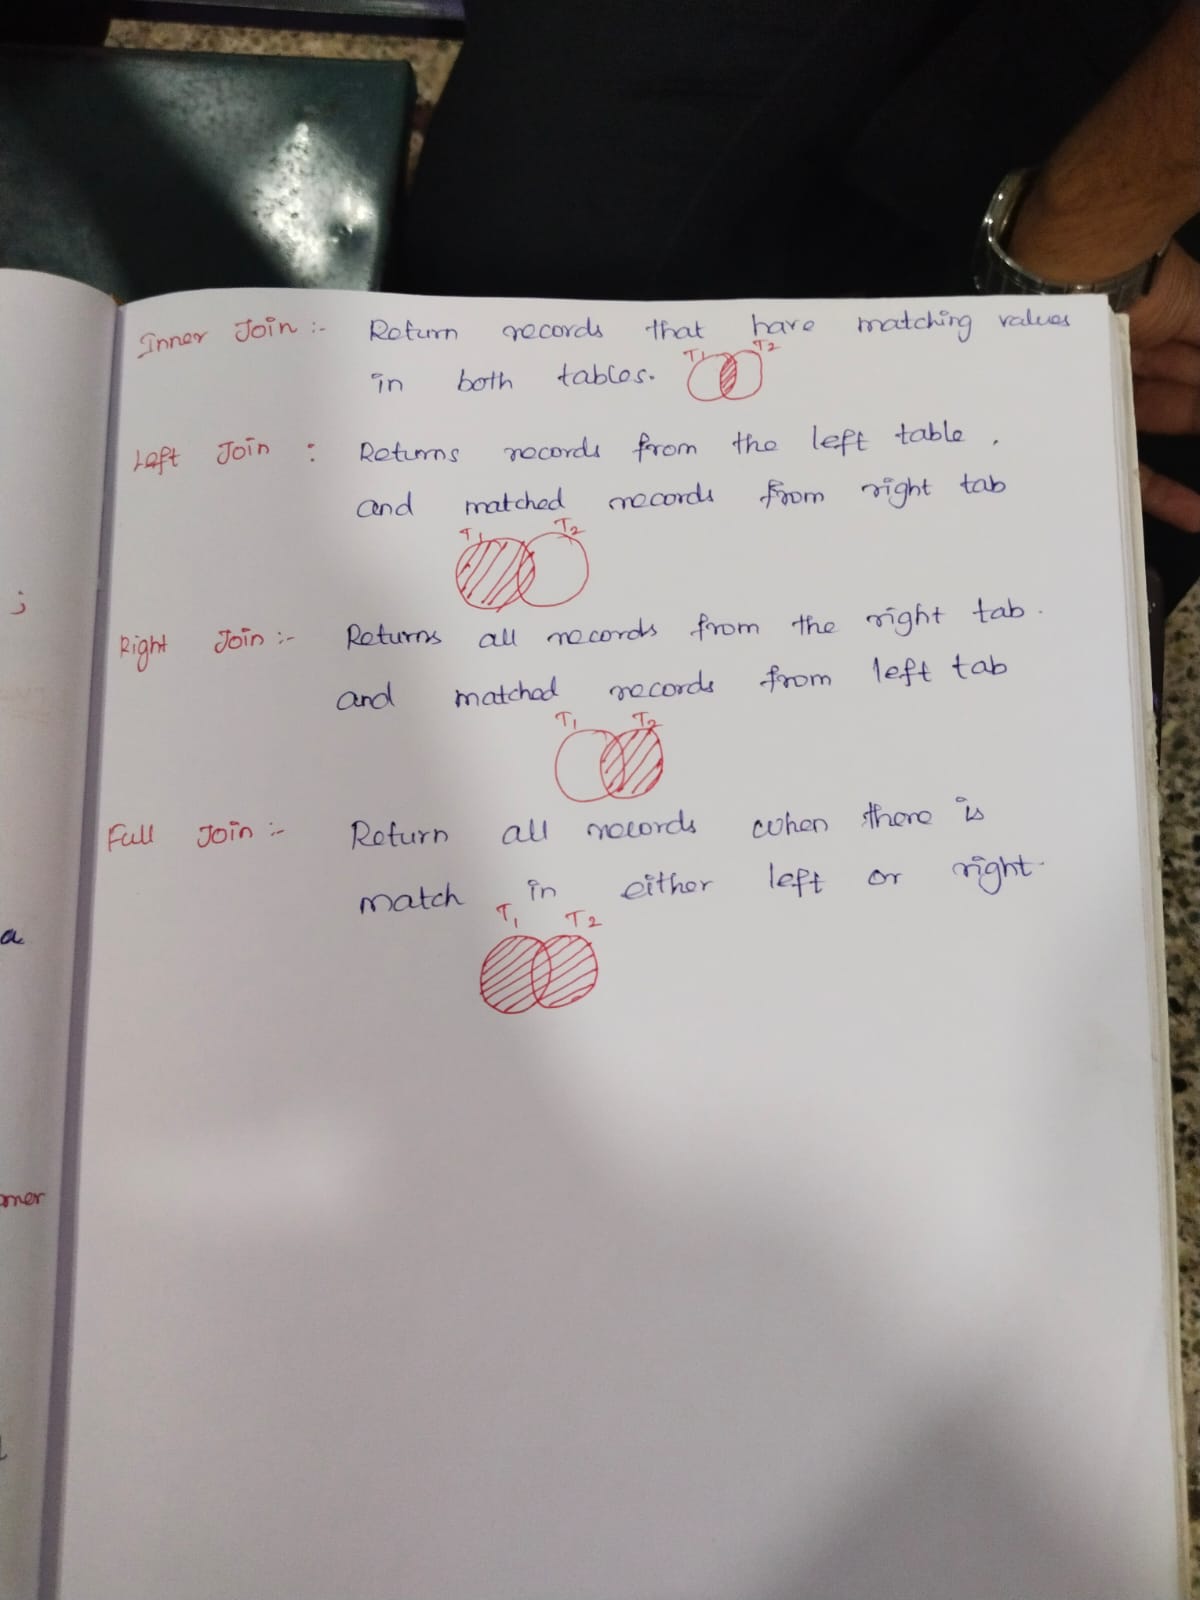 ;
a
omer
Inner Join :- Return records that have matching values
in both tables.
T1 T2
Left Join : Returns records from the left table,
and matched records from right tab
T1 T2
Right Join :- Returns all records from the right tab.
and matched records from left tab
T1 T2
Full Join :- Return all records when there is
match in either left or right.
T1 T2